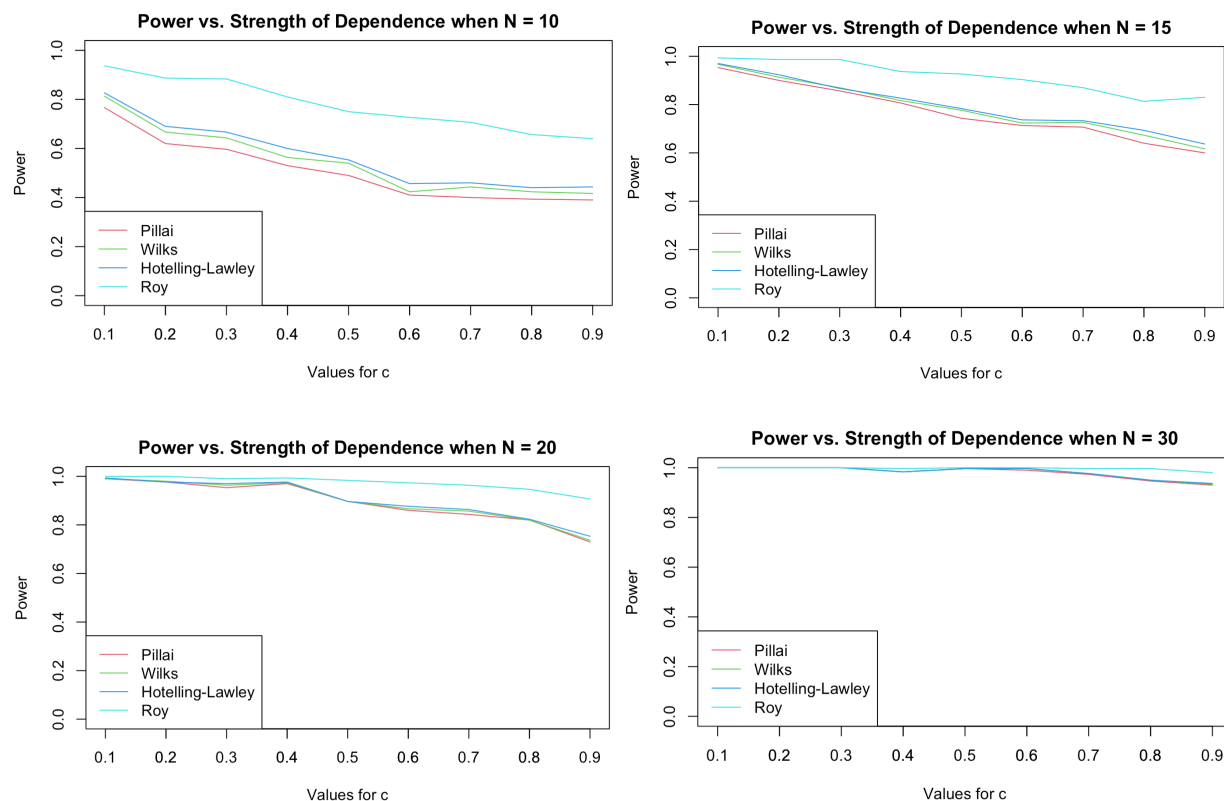 Power vs. Strength of Dependence when N = 10
Power
1.0
0.8
0.6
0.4
0.2
0.0
Pillai
Wilks
Hotelling-Lawley
Roy
0.1 0.2 0.3 0.4 0.5 0.6 0.7 0.8 0.9
Values for c
Power vs. Strength of Dependence when N = 15
Power
1.0
0.8
0.6
0.4
0.2
0.0
Pillai
Wilks
Hotelling-Lawley
Roy
0.1 0.2 0.3 0.4 0.5 0.6 0.7 0.8 0.9
Values for c
Power vs. Strength of Dependence when N = 20
Power
1.0
0.8
0.6
0.4
0.2
0.0
Pillai
Wilks
Hotelling-Lawley
Roy
0.1 0.2 0.3 0.4 0.5 0.6 0.7 0.8 0.9
Values for c
Power vs. Strength of Dependence when N = 30
Power
1.0
0.8
0.6
0.4
0.2
0.0
Pillai
Wilks
Hotelling-Lawley
Roy
0.1 0.2 0.3 0.4 0.5 0.6 0.7 0.8 0.9
Values for c